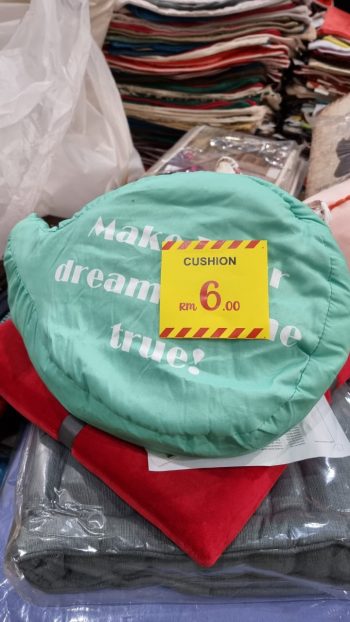 Make
dream
true!
CUSHION
RM 6.00